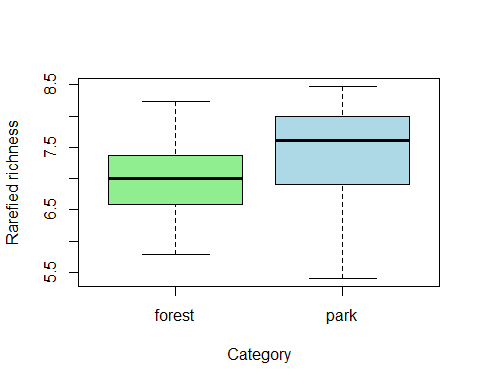 Rarefied richness
8.5
7.5
6.5
5.5
forest park
Category